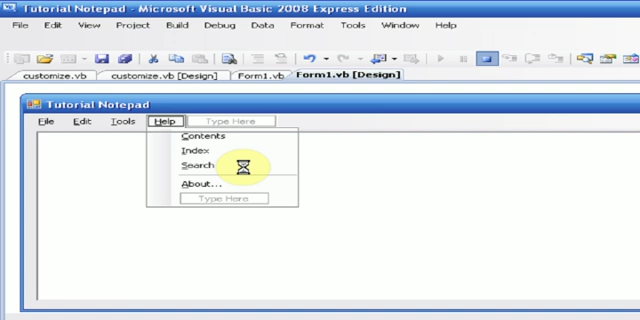 Tutorial Notepad - Microsoft Visual Basic 2008 Express Edition
File Edit View Project Build Debug Data Format Tools Window Help
customize.vb customize.vb [Design] Form1.vb Form1.vb [Design]
Tutorial Notepad
File Edit Tools Help Type Here
Contents
Index
Search
About...
Type Here